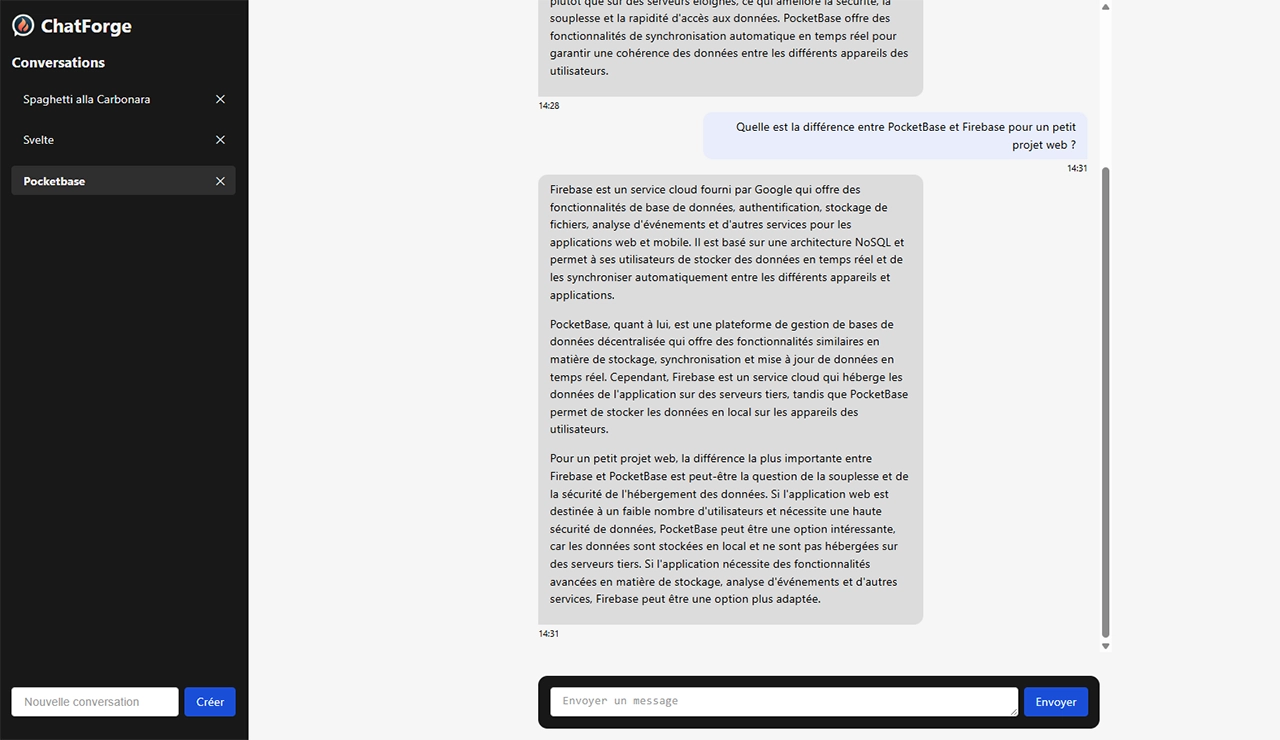 ChatForge
Conversations
Spaghetti alla Carbonara
Svelte
Pocketbase
Nouvelle conversation
Créer
plutôt que sur des serveurs éloignés, ce qui améliore la sécurité, la
souplesse et la rapidité d'accès aux données. PocketBase offre des
fonctionnalités de synchronisation automatique en temps réel pour
garantir une cohérence des données entre les différents appareils des
utilisateurs.
14:28
Quelle est la différence entre PocketBase et Firebase pour un petit
projet web ?
14:31
Firebase est un service cloud fourni par Google qui offre des
fonctionnalités de base de données, authentification, stockage de
fichiers, analyse d'événements et d'autres services pour les
applications web et mobile. Il est basé sur une architecture NoSQL et
permet à ses utilisateurs de stocker des données en temps réel et de
les synchroniser automatiquement entre les différents appareils et
applications.
PocketBase, quant à lui, est une plateforme de gestion de bases de
données décentralisée qui offre des fonctionnalités similaires en
matière de stockage, synchronisation et mise à jour de données en
temps réel. Cependant, Firebase est un service cloud qui héberge les
données de l'application sur des serveurs tiers, tandis que PocketBase
permet de stocker les données en local sur les appareils des
utilisateurs.
Pour un petit projet web, la différence la plus importante entre
Firebase et PocketBase est peut-être la question de la souplesse et de
la sécurité de l'hébergement des données. Si l'application web est
destinée à un faible nombre d'utilisateurs et nécessite une haute
sécurité de données, PocketBase peut être une option intéressante,
car les données sont stockées en local et ne sont pas hébergées sur
des serveurs tiers. Si l'application nécessite des fonctionnalités
avancées en matière de stockage, analyse d'événements et d'autres
services, Firebase peut être une option plus adaptée.
14:31
Envoyer un message
Envoyer